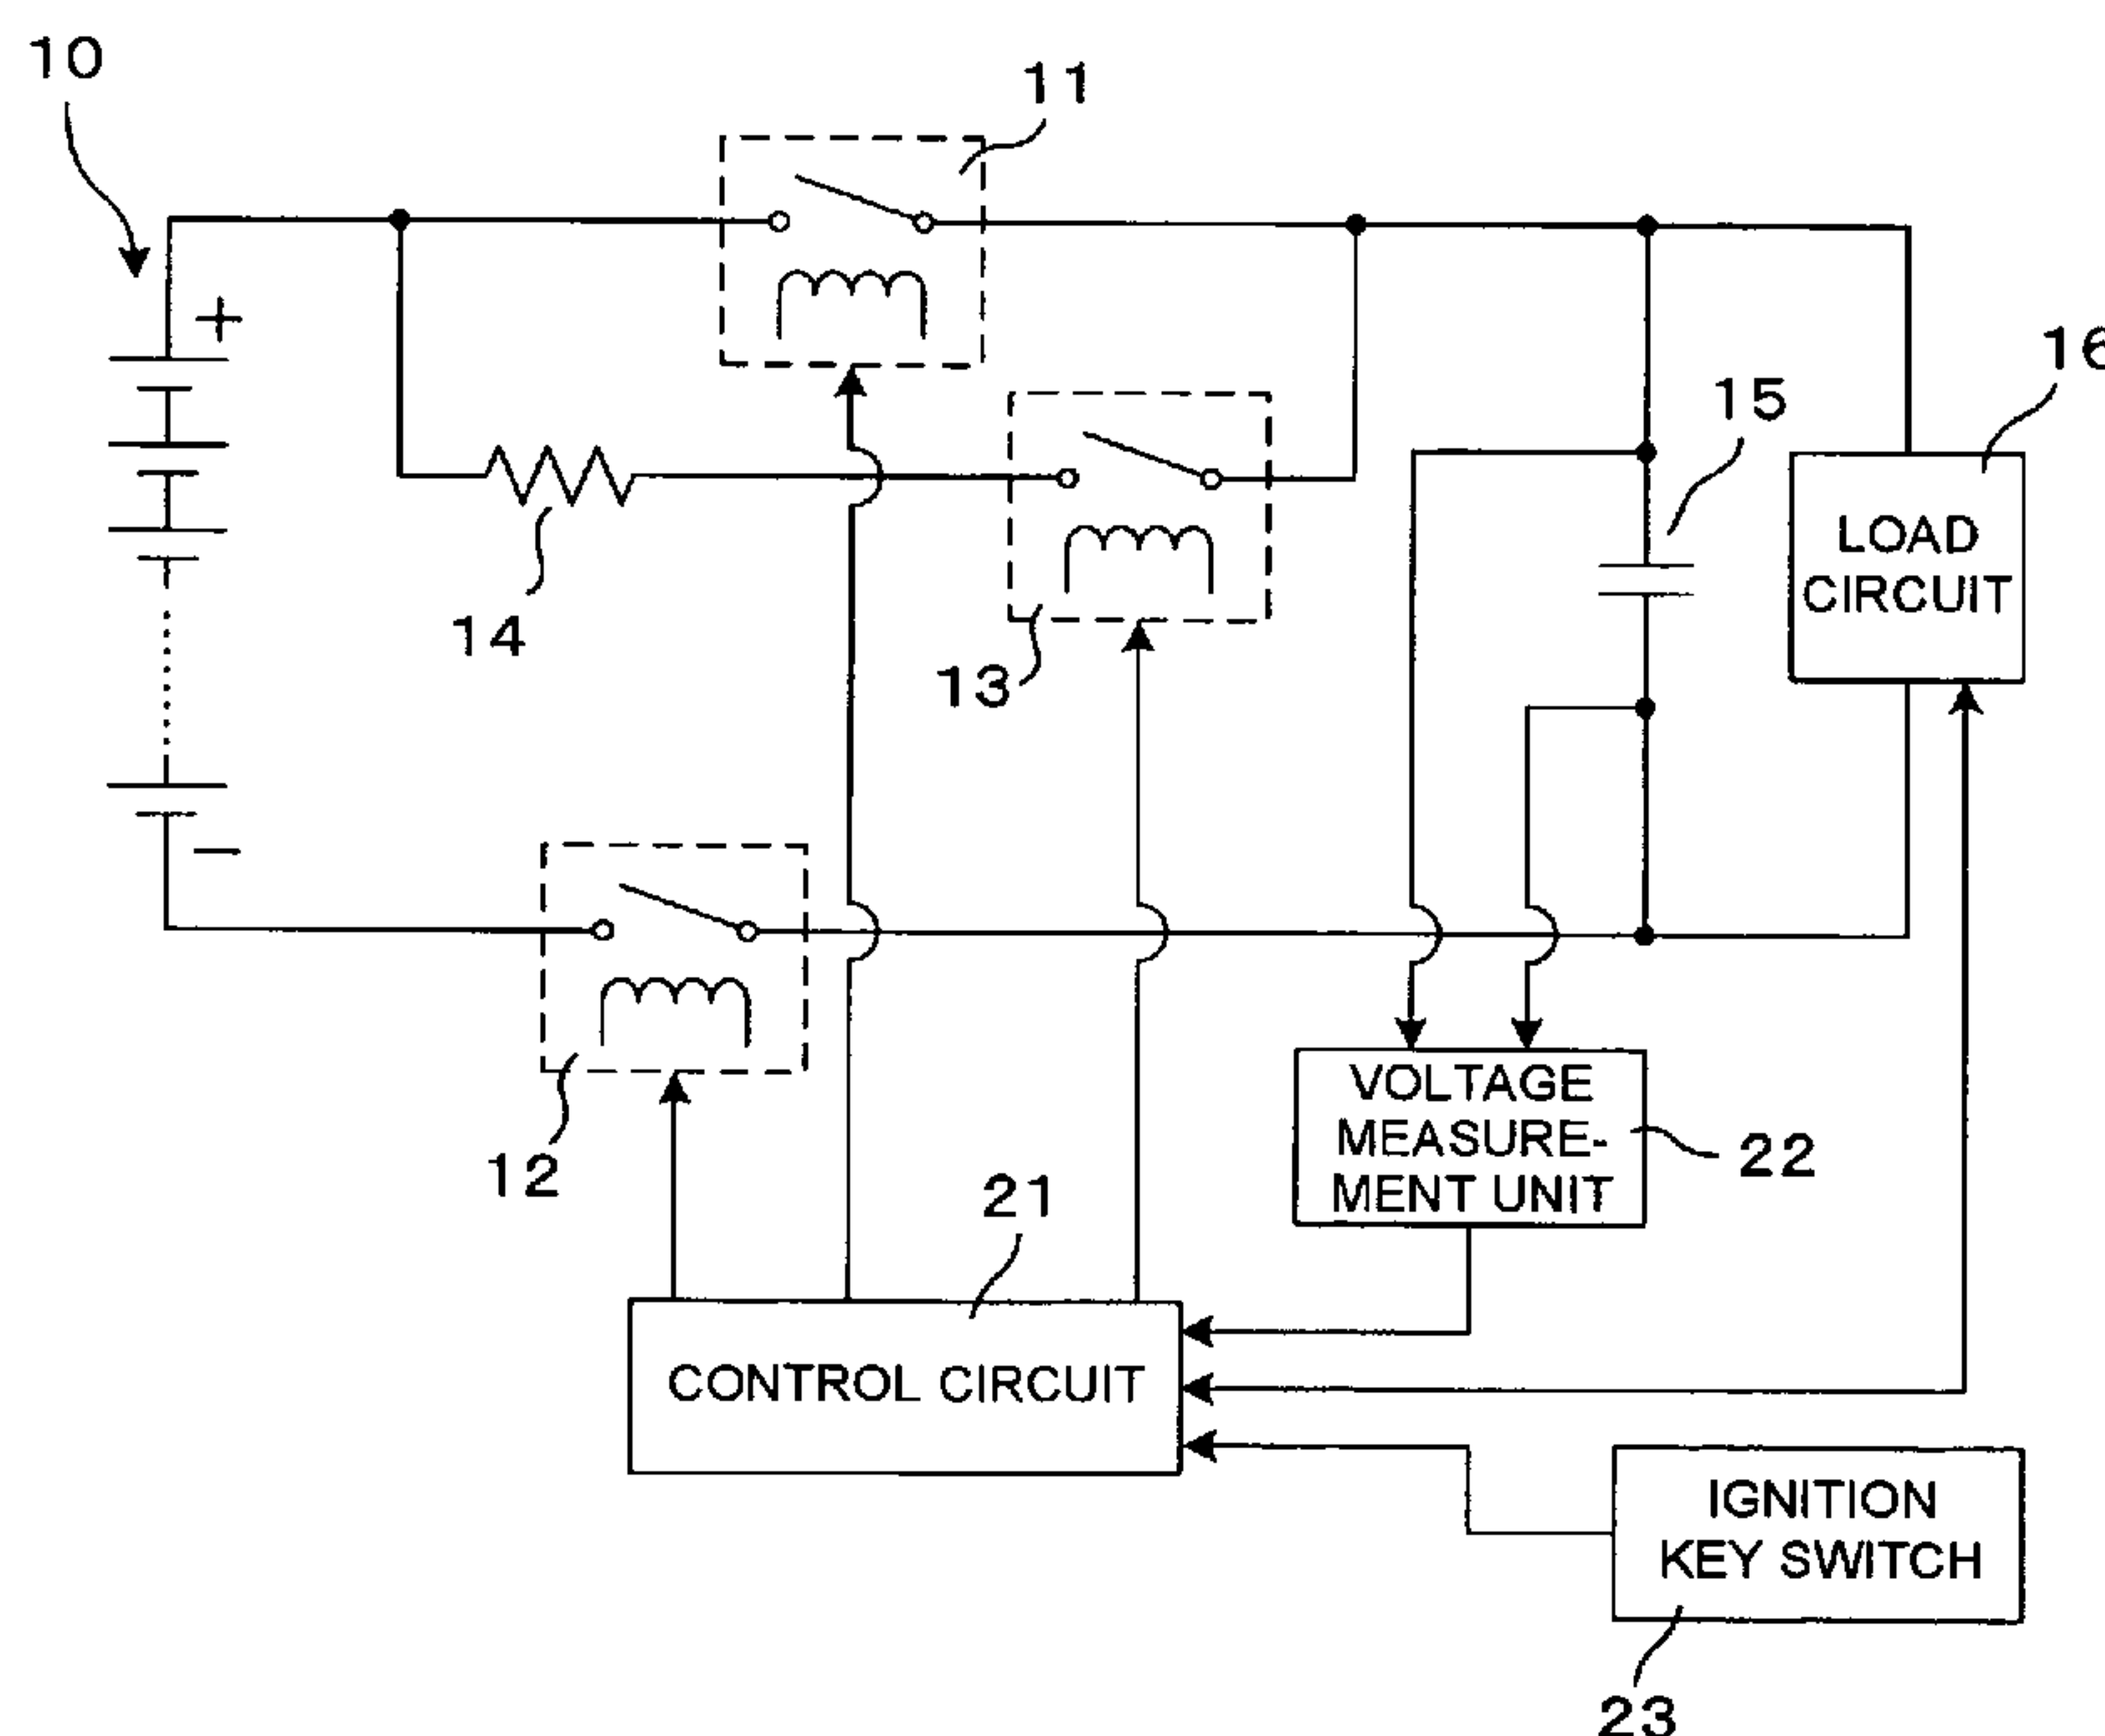 10
11
+
16
15
LOAD
CIRCUIT
14
13
−
VOLTAGE
MEASURE-
MENT UNIT
22
12
21
CONTROL CIRCUIT
IGNITION
KEY SWITCH
23